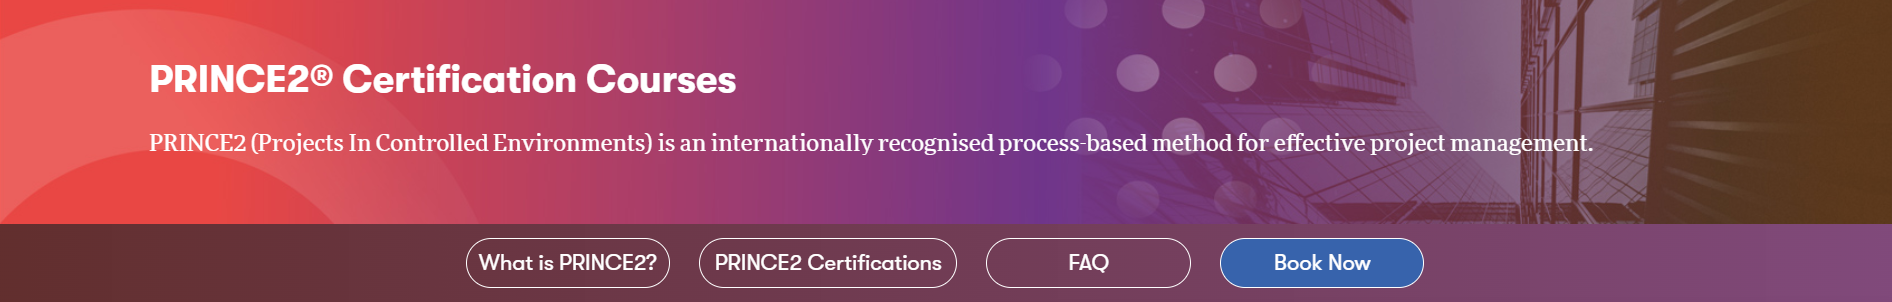 PRINCE2® Certification Courses
PRINCE2 (Projects In Controlled Environments) is an internationally recognised process-based method for effective project management.
What is PRINCE2?
PRINCE2 Certifications
FAQ
Book Now